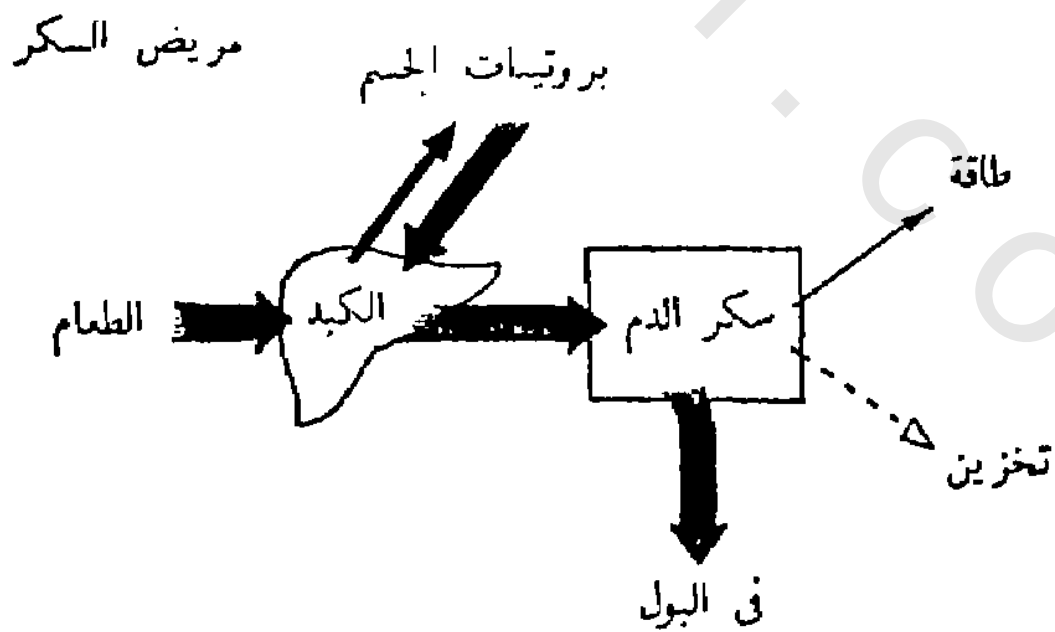 مريض السكر
بروتينات الجسم
طاقة
الطعام
الكبد
سكر الدم
تخزين
فى البول